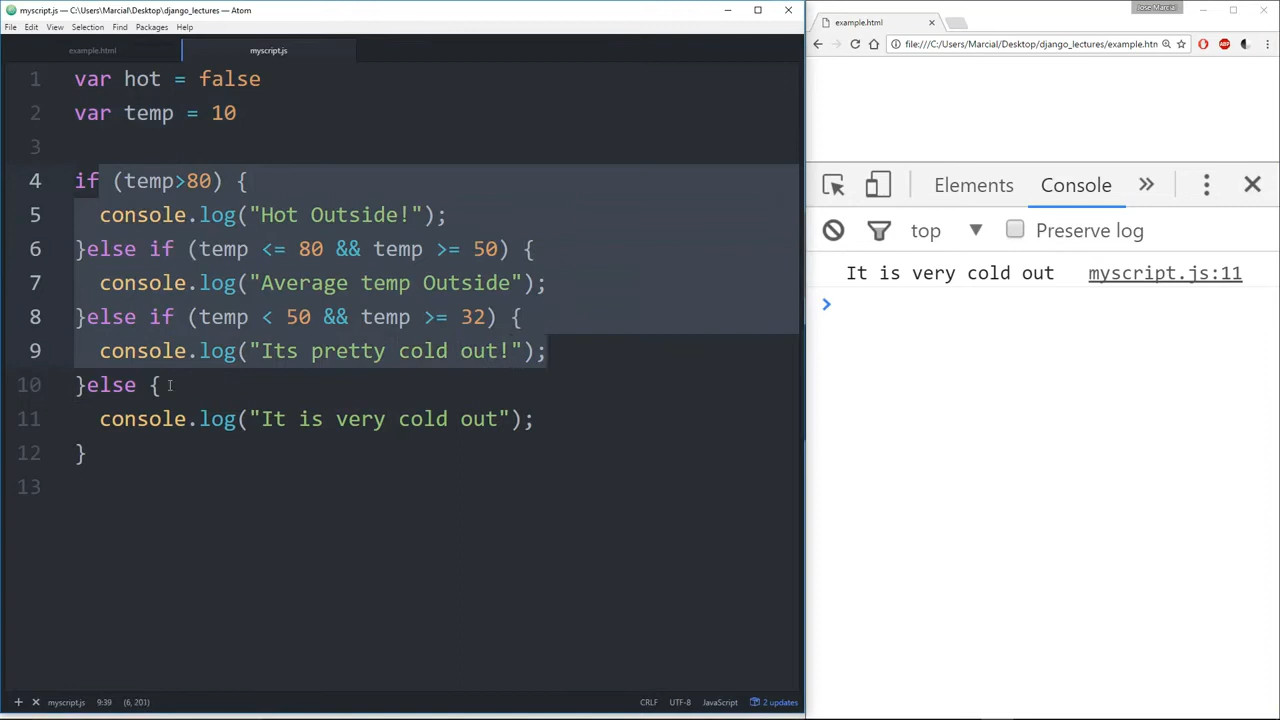 myscript.js — C:\Users\Marcial\Desktop\django_lectures — Atom
File Edit View Selection Find Packages Help
example.html myscript.js
1 var hot = false
2 var temp = 10
3
4 if (temp>80) {
5 console.log("Hot Outside!");
6 }else if (temp <= 80 && temp >= 50) {
7 console.log("Average temp Outside");
8 }else if (temp < 50 && temp >= 32) {
9 console.log("Its pretty cold out!");
10 }else {
11 console.log("It is very cold out");
12 }
13
+ × myscript.js 9:39 (6, 201) CRLF UTF-8 JavaScript 2 updates
Jose Marcial
example.html
file:///C:/Users/Marcial/Desktop/django_lectures/example.htn
ABP
Elements Console »
top Preserve log
It is very cold out myscript.js:11
>